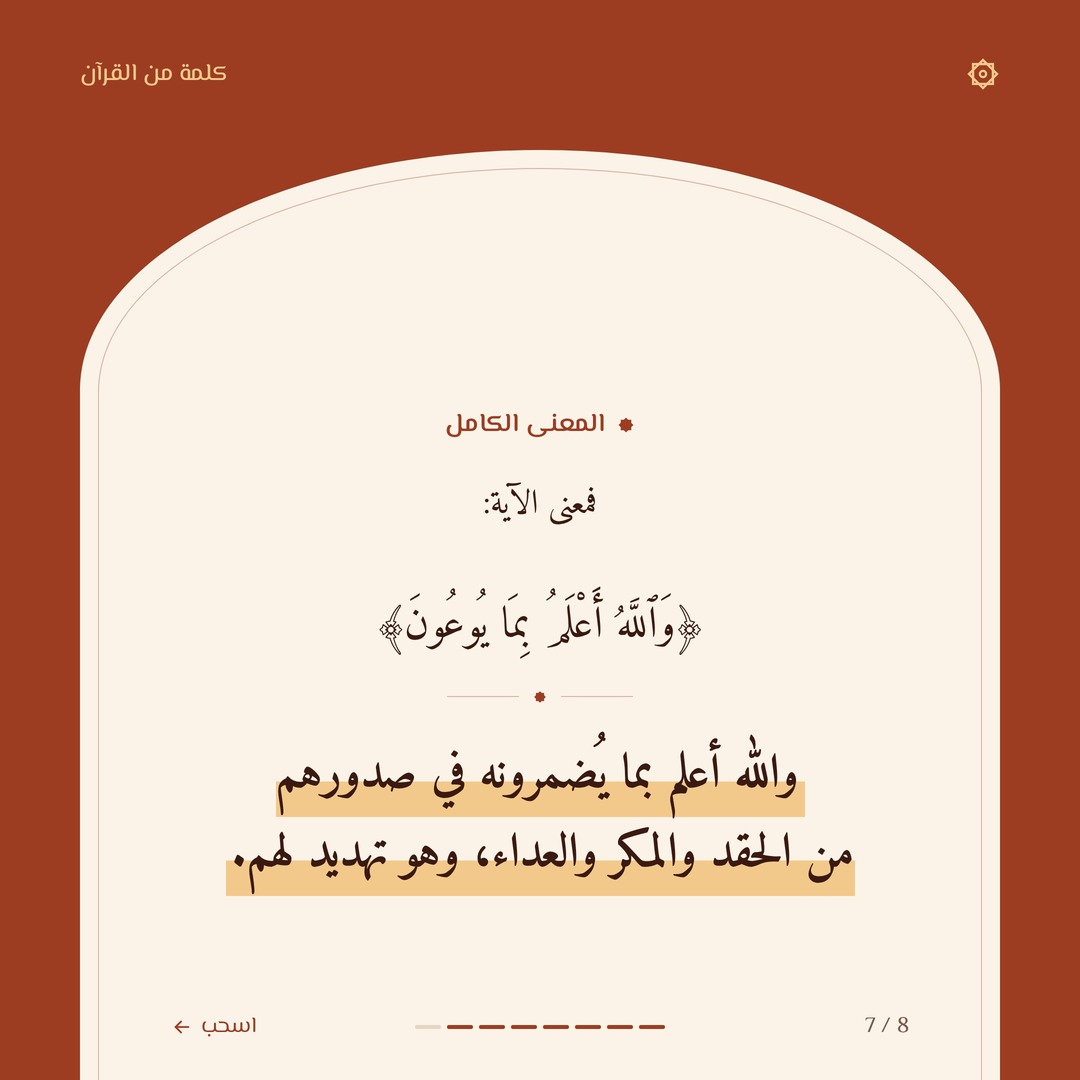 كلمة من القرآن
المعنى الكامل
فمعنى الآية:
﴿وَٱللَّهُ أَعْلَمُ بِمَا يُوعُونَ﴾
والله أعلم بما يُضمرونه في صدورهم
من الحقد والمكر والعداء، وهو تهديد لهم.
7 / 8
اسحب ←